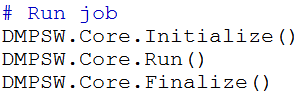 # Run job
DMPSW.Core.Initialize()
DMPSW.Core.Run()
DMPSW.Core.Finalize()